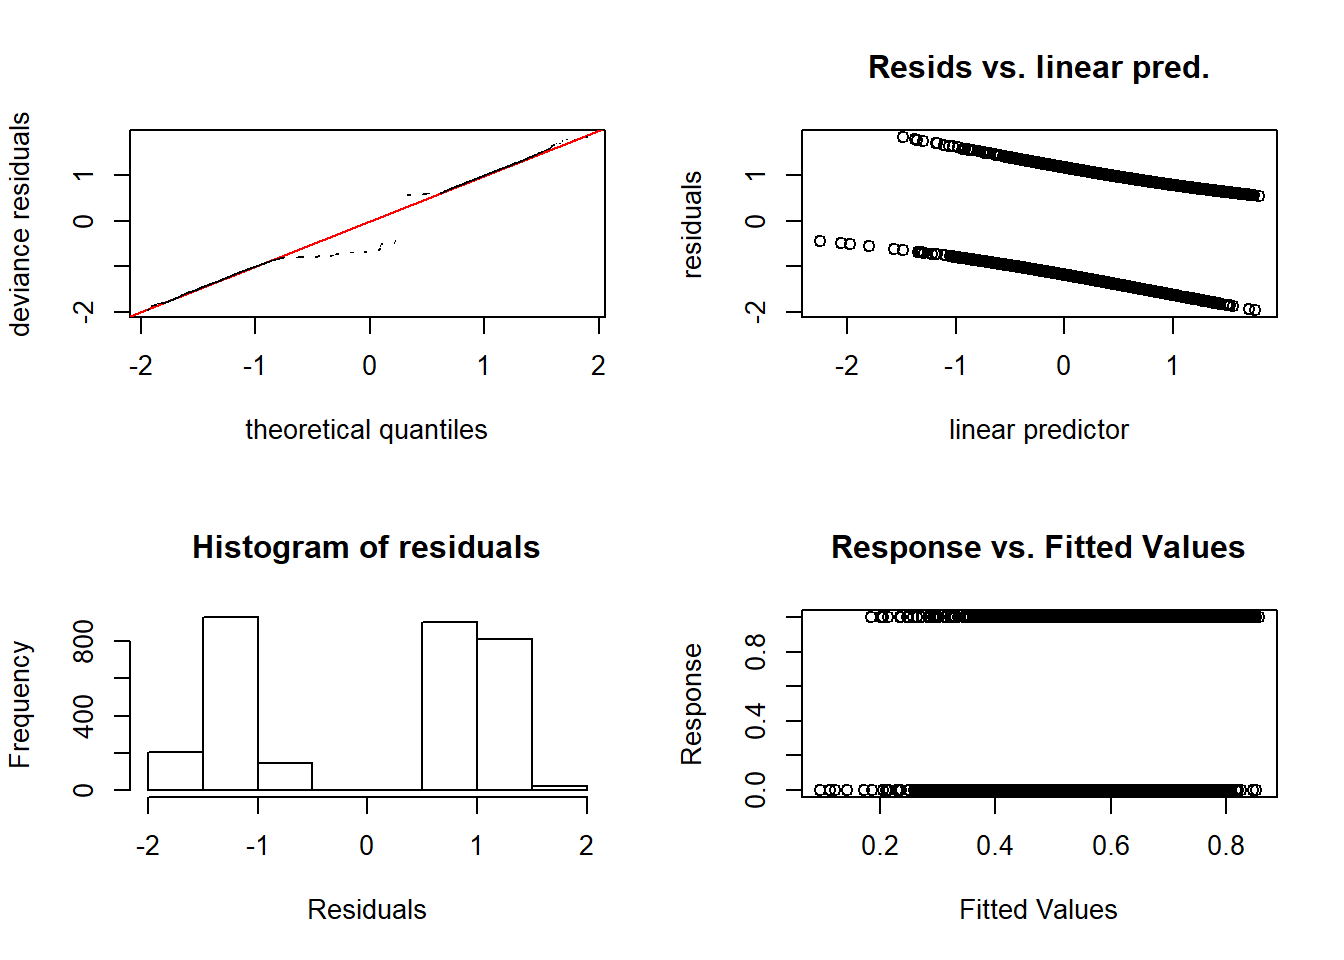 deviance residuals
1
0
-2
-2
-1
0
1
2
theoretical quantiles
Resids vs. linear pred.
residuals
1
0
-2
-2
-1
0
1
linear predictor
Histogram of residuals
Frequency
800
400
0
-2
-1
0
1
2
Residuals
Response vs. Fitted Values
Response
0.8
0.4
0.0
0.2
0.4
0.6
0.8
Fitted Values